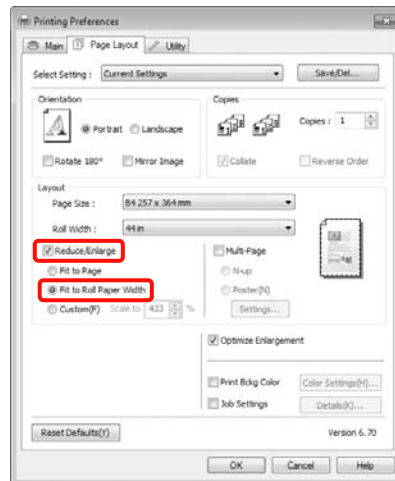 Printing Preferences
Main Page Layout Utility
Select Setting : Current Settings Save/Del...
Orientation Copies
A Portrait Landscape Copies : 1
Rotate 180° Mirror Image Collate Reverse Order
Layout
Page Size : B4 257 x 364 mm
Roll Width : 44 in
Reduce/Enlarge Multi-Page
Fit to Page N-up
Fit to Roll Paper Width Poster(N)
Custom(F) Scale to 433 % Settings...
Optimize Enlargement
Print Bckg Color Color Settings(H)...
Job Settings Details(K)...
Reset Defaults(Y) Version 6.70
OK Cancel Help